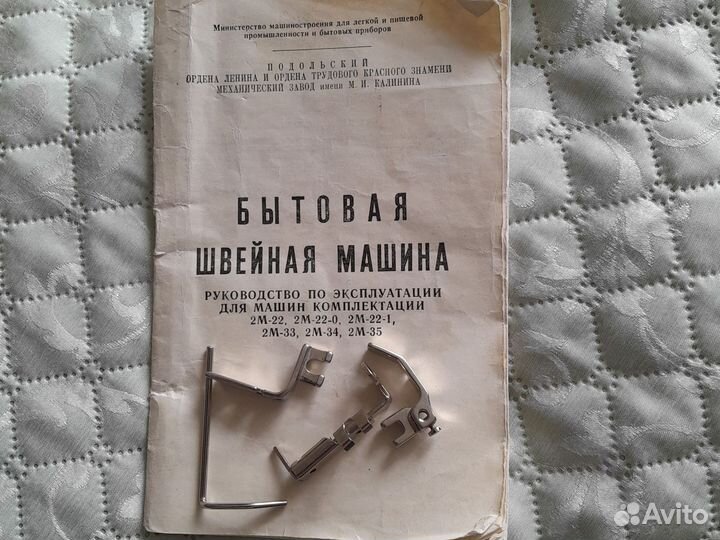 Министерство машиностроения для легкой и пищевой
промышленности и бытовых приборов
ПОДОЛЬСКИЙ
ОРДЕНА ЛЕНИНА И ОРДЕНА ТРУДОВОГО КРАСНОГО ЗНАМЕНИ
МЕХАНИЧЕСКИЙ ЗАВОД имени М. И. КАЛИНИНА
БЫТОВАЯ
ШВЕЙНАЯ МАШИНА
РУКОВОДСТВО ПО ЭКСПЛУАТАЦИИ
ДЛЯ МАШИН КОМПЛЕКТАЦИИ
2М-22, 2М-22-0, 2М-22-1,
2М-33, 2М-34, 2М-35
Avito